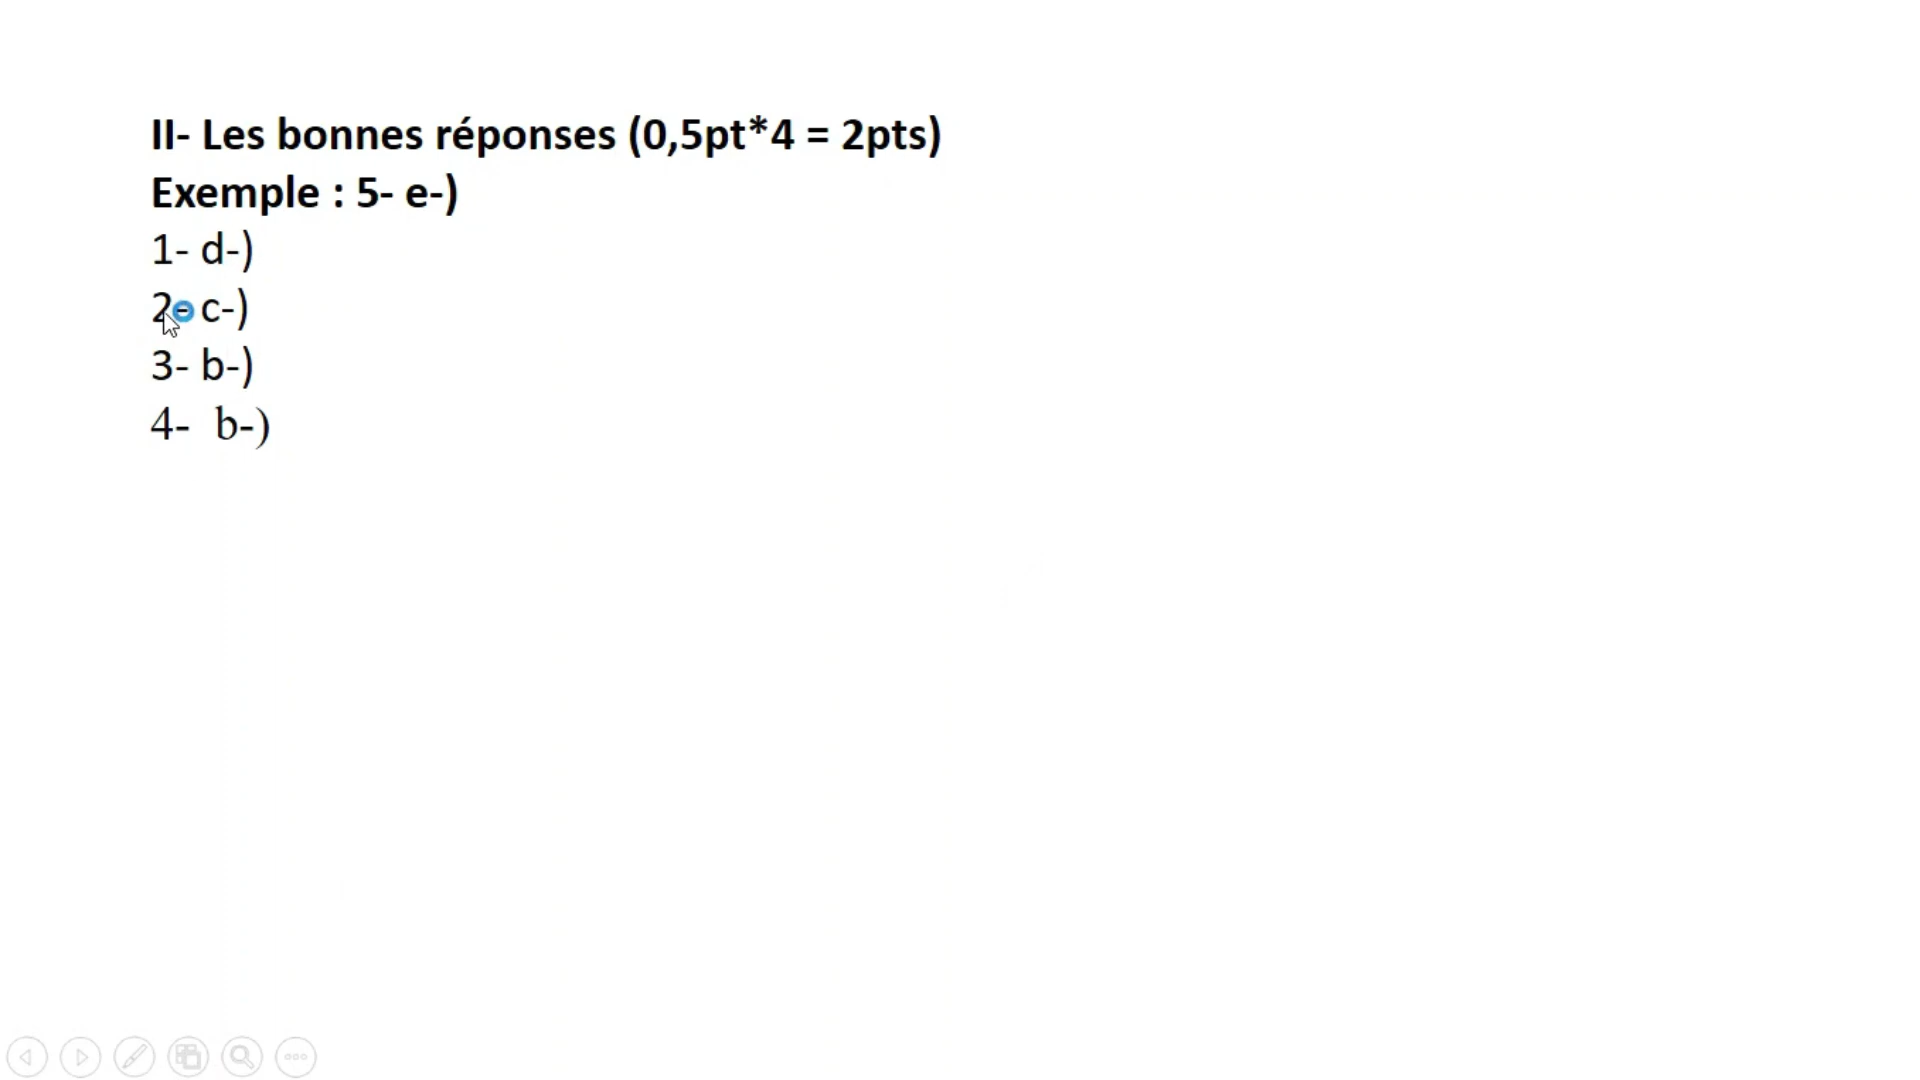 II- Les bonnes réponses (0,5pt*4 = 2pts)
Exemple : 5- e-)
1- d-)
2- c-)
3- b-)
4- b-)